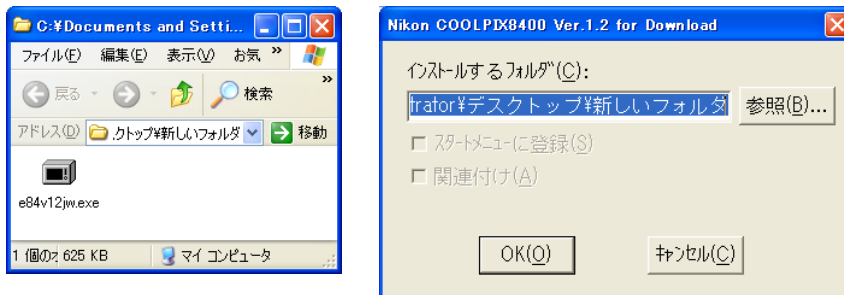 C:¥Documents and Setti...
ファイル(F) 編集(E) 表示(V) お気 »
戻る 検索 »
アドレス(D) クトップ¥新しいフォルダ 移動
e84v12jw.exe
1 個のオ 625 KB マイ コンピュータ
Nikon COOLPIX8400 Ver.1.2 for Download
インストールするフォルダ(C):
trator¥デスクトップ¥新しいフォルダ 参照(B)...
スタートメニューに登録(S)
関連付け(A)
OK(O) キャンセル(C)